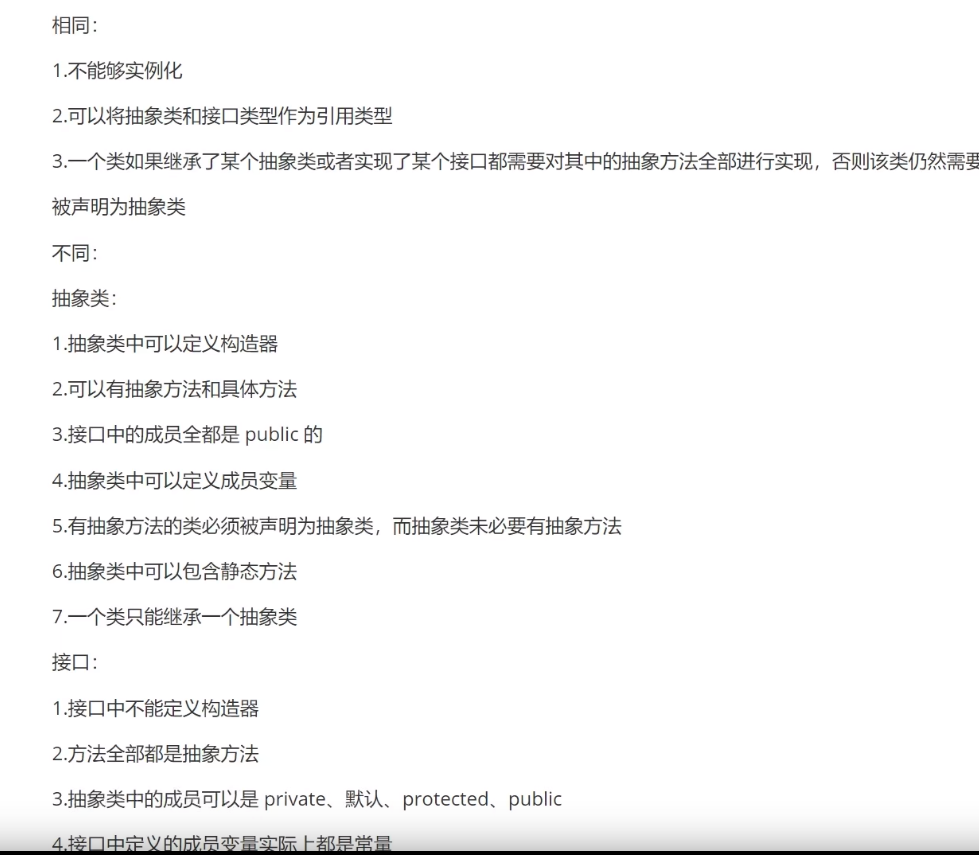 相同：
1.不能够实例化
2.可以将抽象类和接口类型作为引用类型
3.一个类如果继承了某个抽象类或者实现了某个接口都需要对其中的抽象方法全部进行实现，否则该类仍然需要
被声明为抽象类
不同：
抽象类：
1.抽象类中可以定义构造器
2.可以有抽象方法和具体方法
3.接口中的成员全都是 public 的
4.抽象类中可以定义成员变量
5.有抽象方法的类必须被声明为抽象类，而抽象类未必要有抽象方法
6.抽象类中可以包含静态方法
7.一个类只能继承一个抽象类
接口：
1.接口中不能定义构造器
2.方法全部都是抽象方法
3.抽象类中的成员可以是 private、默认、protected、public
4.接口中定义的成员变量实际上都是常量